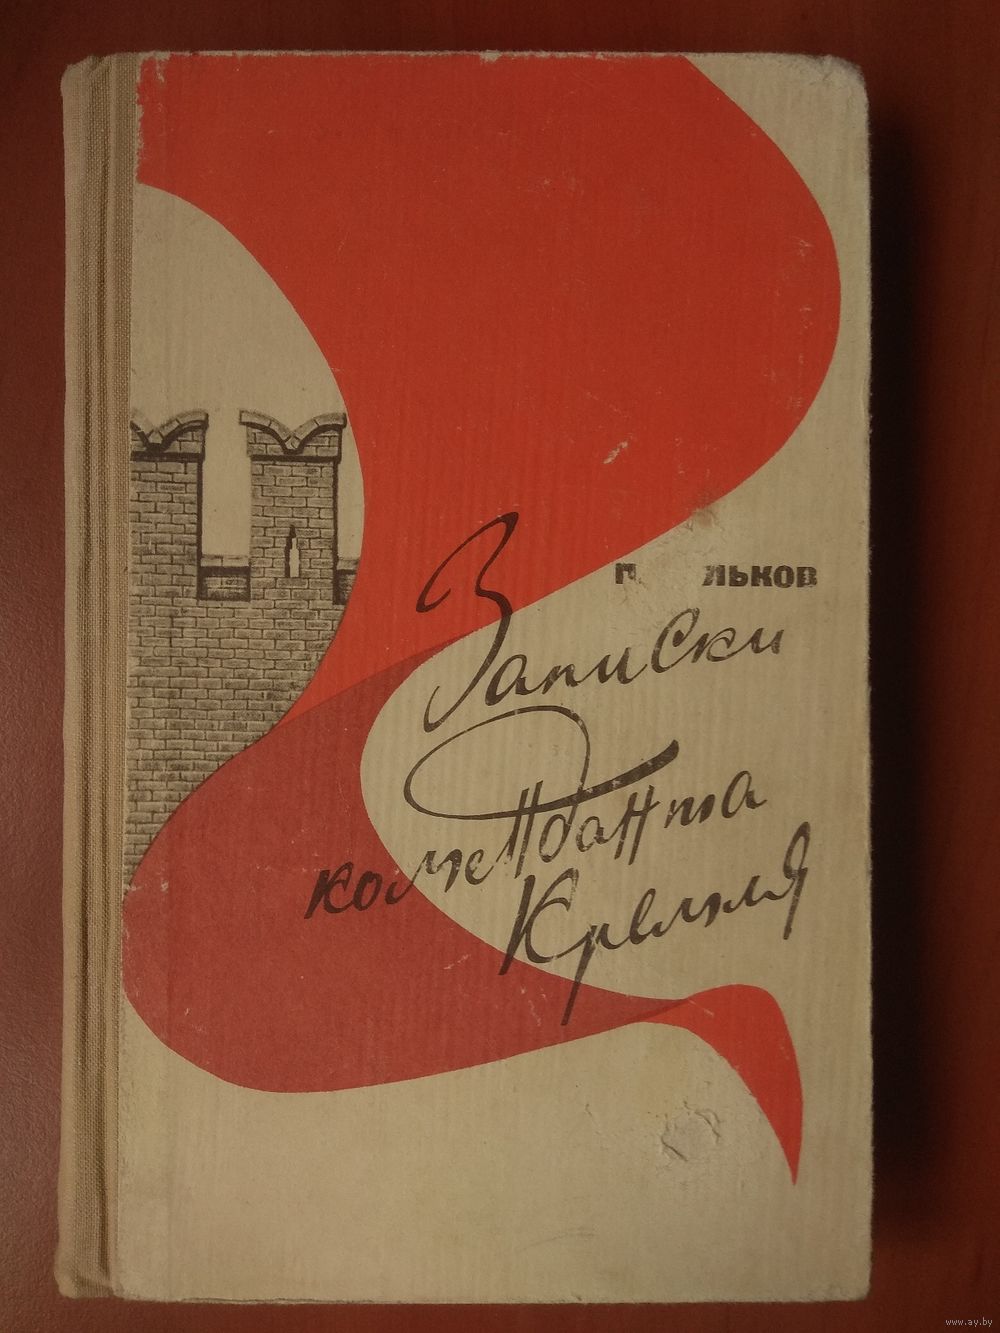 льков
Записки
коменданта
Кремля
www.ay.by